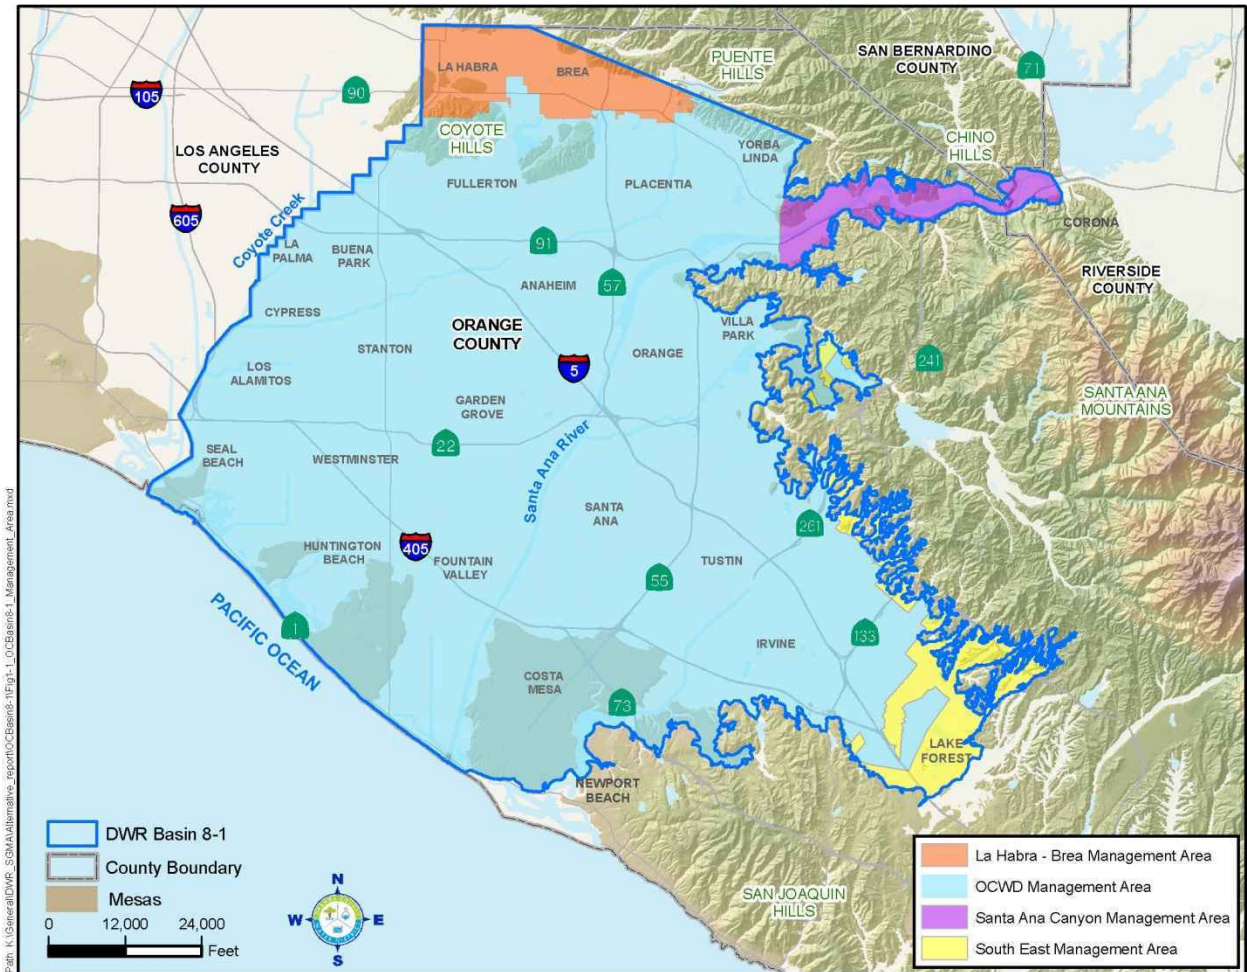 LA HABRA
BREA
PUENTE
HILLS
SAN BERNARDINO
COUNTY
71
105
90
COYOTE
HILLS
CHINO
HILLS
LOS ANGELES
COUNTY
YORBA
LINDA
FULLERTON
PLACENTIA
605
Coyote Creek
CORONA
LA
PALMA
BUENA
PARK
91
RIVERSIDE
COUNTY
ANAHEIM
57
CYPRESS
ORANGE
COUNTY
VILLA
PARK
STANTON
ORANGE
5
241
LOS
ALAMITOS
SANTA ANA
MOUNTAINS
GARDEN
GROVE
22
SEAL
BEACH
WESTMINSTER
Santa Ana River
SANTA
ANA
261
HUNTINGTON
BEACH
405
FOUNTAIN
VALLEY
TUSTIN
55
PACIFIC OCEAN
1
133
IRVINE
COSTA
MESA
73
LAKE
FOREST
NEWPORT
BEACH
SAN JOAQUIN
HILLS
DWR Basin 8-1
County Boundary
Mesas
0 12,000 24,000
Feet
N
W E
S
La Habra - Brea Management Area
OCWD Management Area
Santa Ana Canyon Management Area
South East Management Area